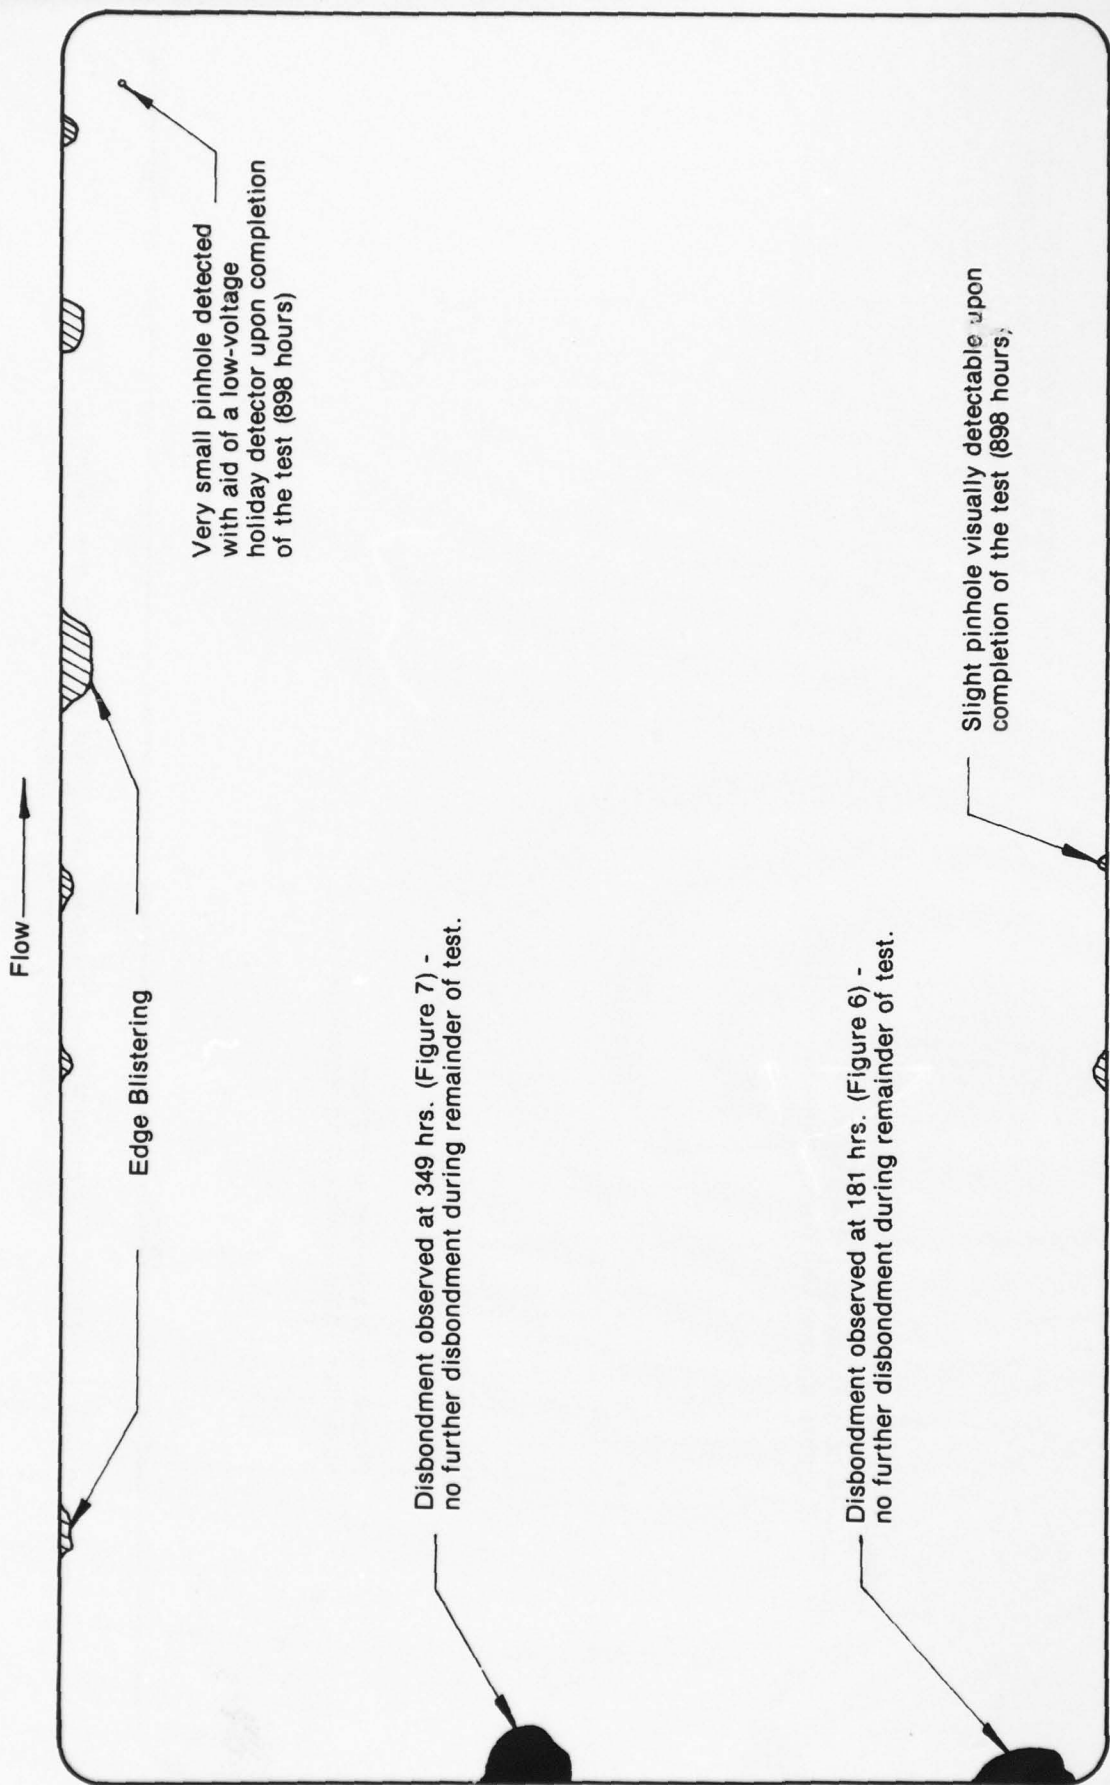 Flow
Edge Blistering
Very small pinhole detected
with aid of a low-voltage
holiday detector upon completion
of the test (898 hours)
Disbondment observed at 349 hrs. (Figure 7) -
no further disbondment during remainder of test.
Disbondment observed at 181 hrs. (Figure 6) -
no further disbondment during remainder of test.
Slight pinhole visually detectable upon
completion of the test (898 hours)